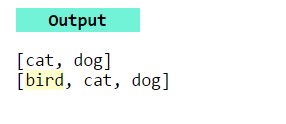 Output
[cat, dog]
[bird, cat, dog]